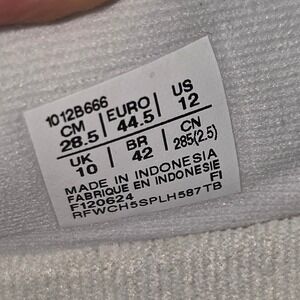 1012B666
CM | EURO | US
28.5 | 44.5 | 12
UK | BR | CN
10 | 42 | 285(2.5)
MADE IN INDONESIA
FABRIQUE EN INDONESIE
F120624 FI
RFWCH5SPLH587TB